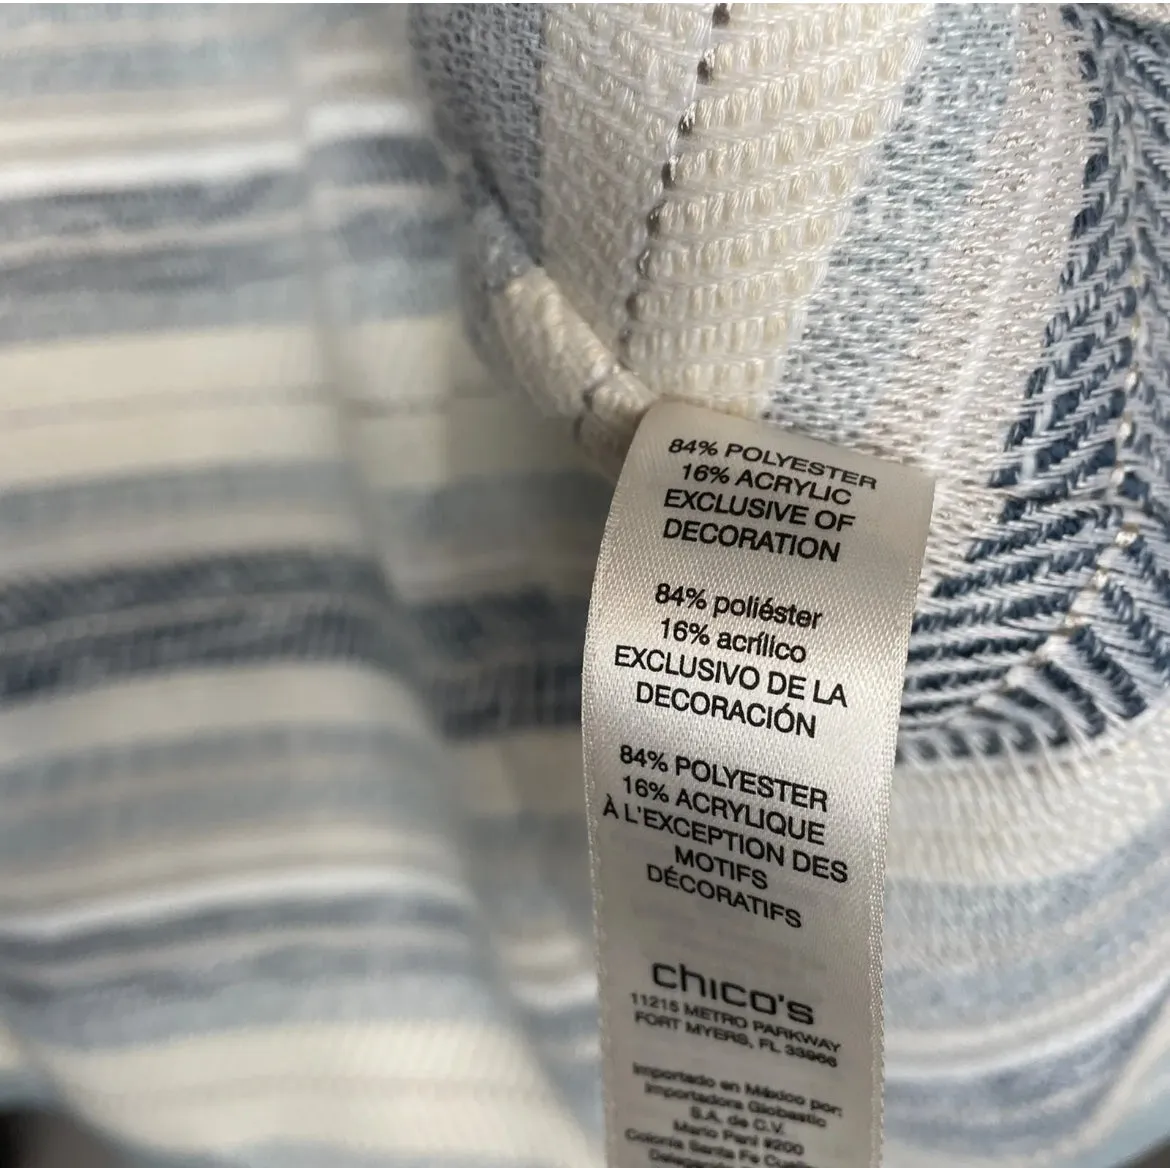 84% POLYESTER
16% ACRYLIC
EXCLUSIVE OF
DECORATION
84% poliéster
16% acrílico
EXCLUSIVO DE LA
DECORACIÓN
84% POLYESTER
16% ACRYLIQUE
À L'EXCEPTION DES
MOTIFS
DÉCORATIFS
chico's
11215 METRO PARKWAY
FORT MYERS, FL 33966
Importado en México por:
Importadora Globastic
S.A. de C.V.
Mario Pani #200
Colonia Santa Fe